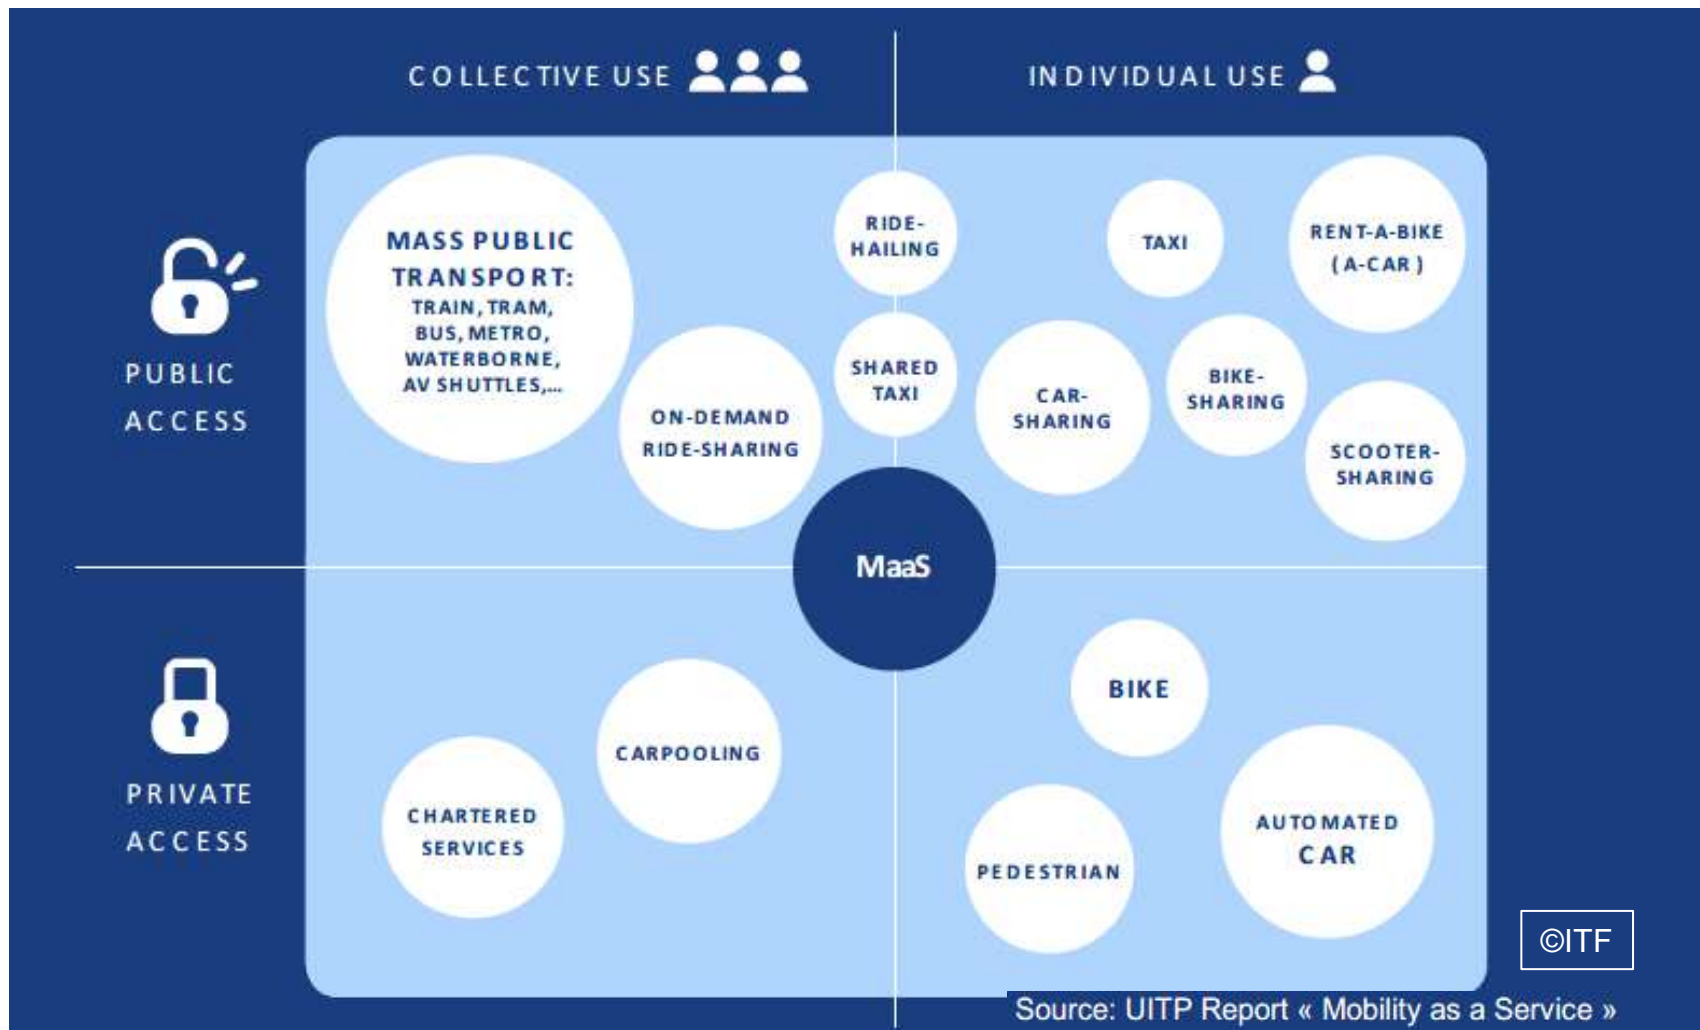 COLLECTIVE USE
INDIVIDUAL USE
PUBLIC
ACCESS
MASS PUBLIC
TRANSPORT:
TRAIN, TRAM,
BUS, METRO,
WATERBORNE,
AV SHUTTLES,...
ON-DEMAND
RIDE-SHARING
RIDE-
HAILING
SHARED
TAXI
TAXI
RENT-A-BIKE
(A-CAR)
CAR-
SHARING
BIKE-
SHARING
SCOOTER-
SHARING
MaaS
PRIVATE
ACCESS
CHARTERED
SERVICES
CARPOOLING
BIKE
PEDESTRIAN
AUTOMATED
CAR
©ITF
Source: UITP Report « Mobility as a Service »